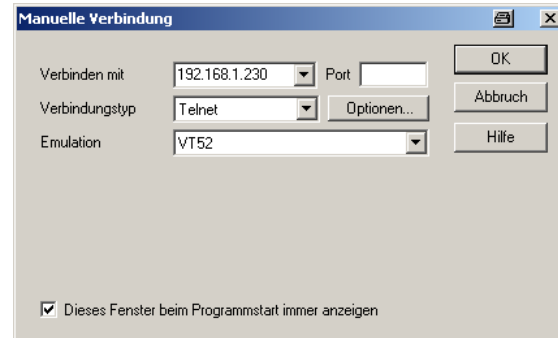 Manuelle Verbindung
Verbinden mit 192.168.1.230 Port OK
Verbindungstyp Telnet Optionen... Abbruch
Emulation VT52 Hilfe
Dieses Fenster beim Programmstart immer anzeigen